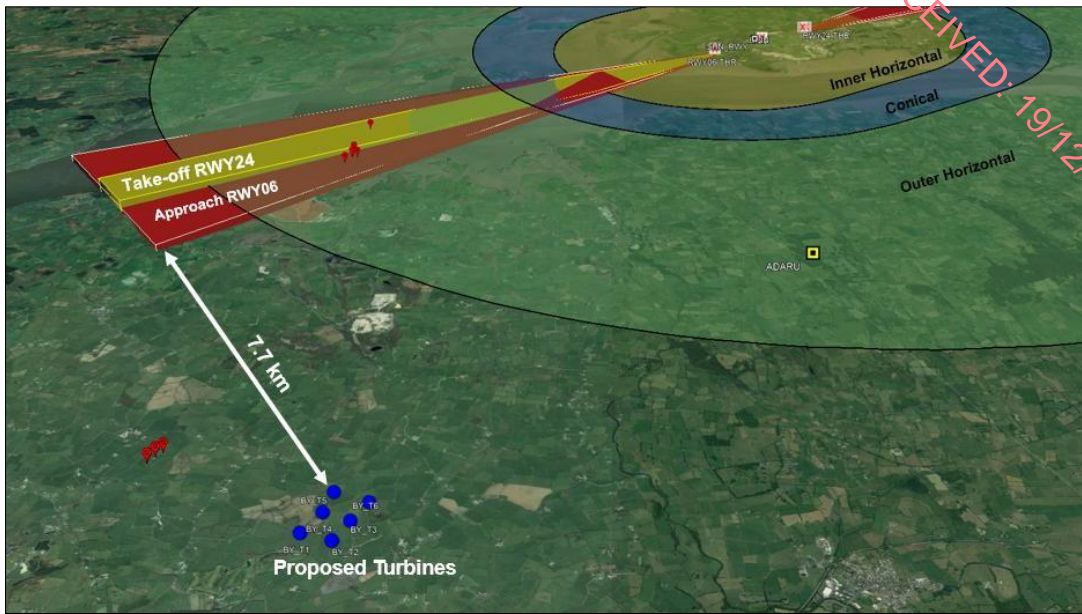 CEIVED: 19/12/
RWY24 THR
RWY06 THR
Inner Horizontal
Conical
Outer Horizontal
Take-off RWY24
Approach RWY06
ADARU
7.7 km
BY_T5
BY_T6
BY_T4
BY_T3
BY_T1
BY_T2
Proposed Turbines